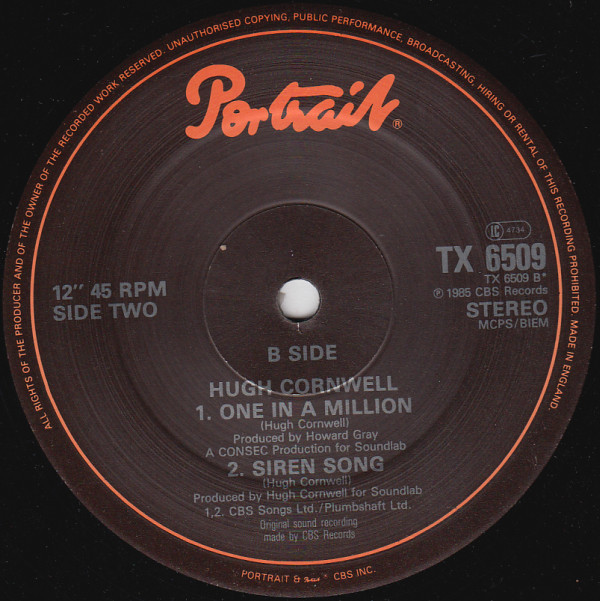 ALL RIGHTS OF THE PRODUCER AND OF THE OWNER OF THE RECORDED WORK RESERVED. UNAUTHORISED COPYING, PUBLIC PERFORMANCE, BROADCASTING, HIRING OR RENTAL OF THIS RECORDING PROHIBITED. MADE IN ENGLAND.
Portrait®
LC 4734
TX 6509
TX 6509 B*
℗ 1985 CBS Records
STEREO
MCPS/BIEM
12" 45 RPM
SIDE TWO
B SIDE
HUGH CORNWELL
1. ONE IN A MILLION
(Hugh Cornwell)
Produced by Howard Gray
A CONSEC Production for Soundlab
2. SIREN SONG
(Hugh Cornwell)
Produced by Hugh Cornwell for Soundlab
1,2. CBS Songs Ltd./Plumbshaft Ltd.
Original sound recording
made by CBS Records
PORTRAIT & CBS INC.